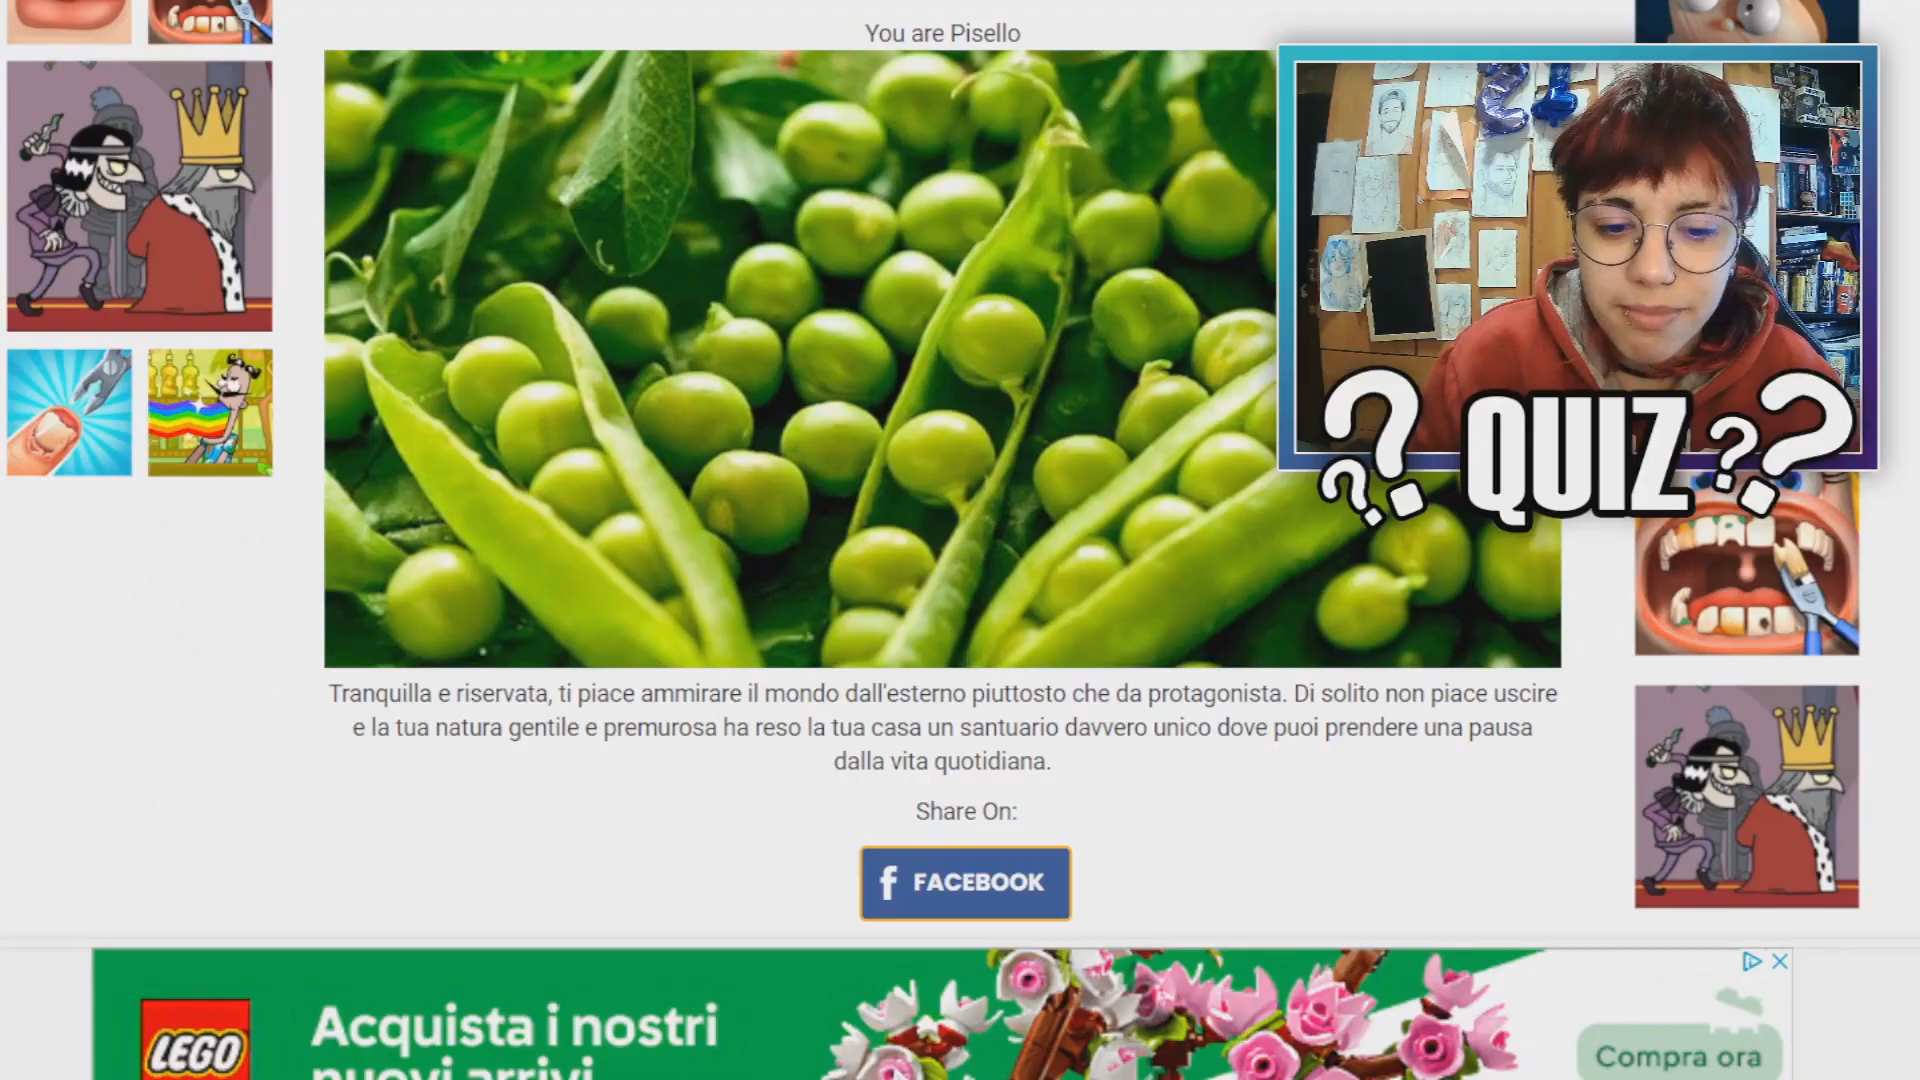 You are Pisello
?? QUIZ ??
Tranquilla e riservata, ti piace ammirare il mondo dall'esterno piuttosto che da protagonista. Di solito non piace uscire
e la tua natura gentile e premurosa ha reso la tua casa un santuario davvero unico dove puoi prendere una pausa
dalla vita quotidiana.
Share On:
f FACEBOOK
LEGO
Acquista i nostri
nuovi arrivi
Compra ora